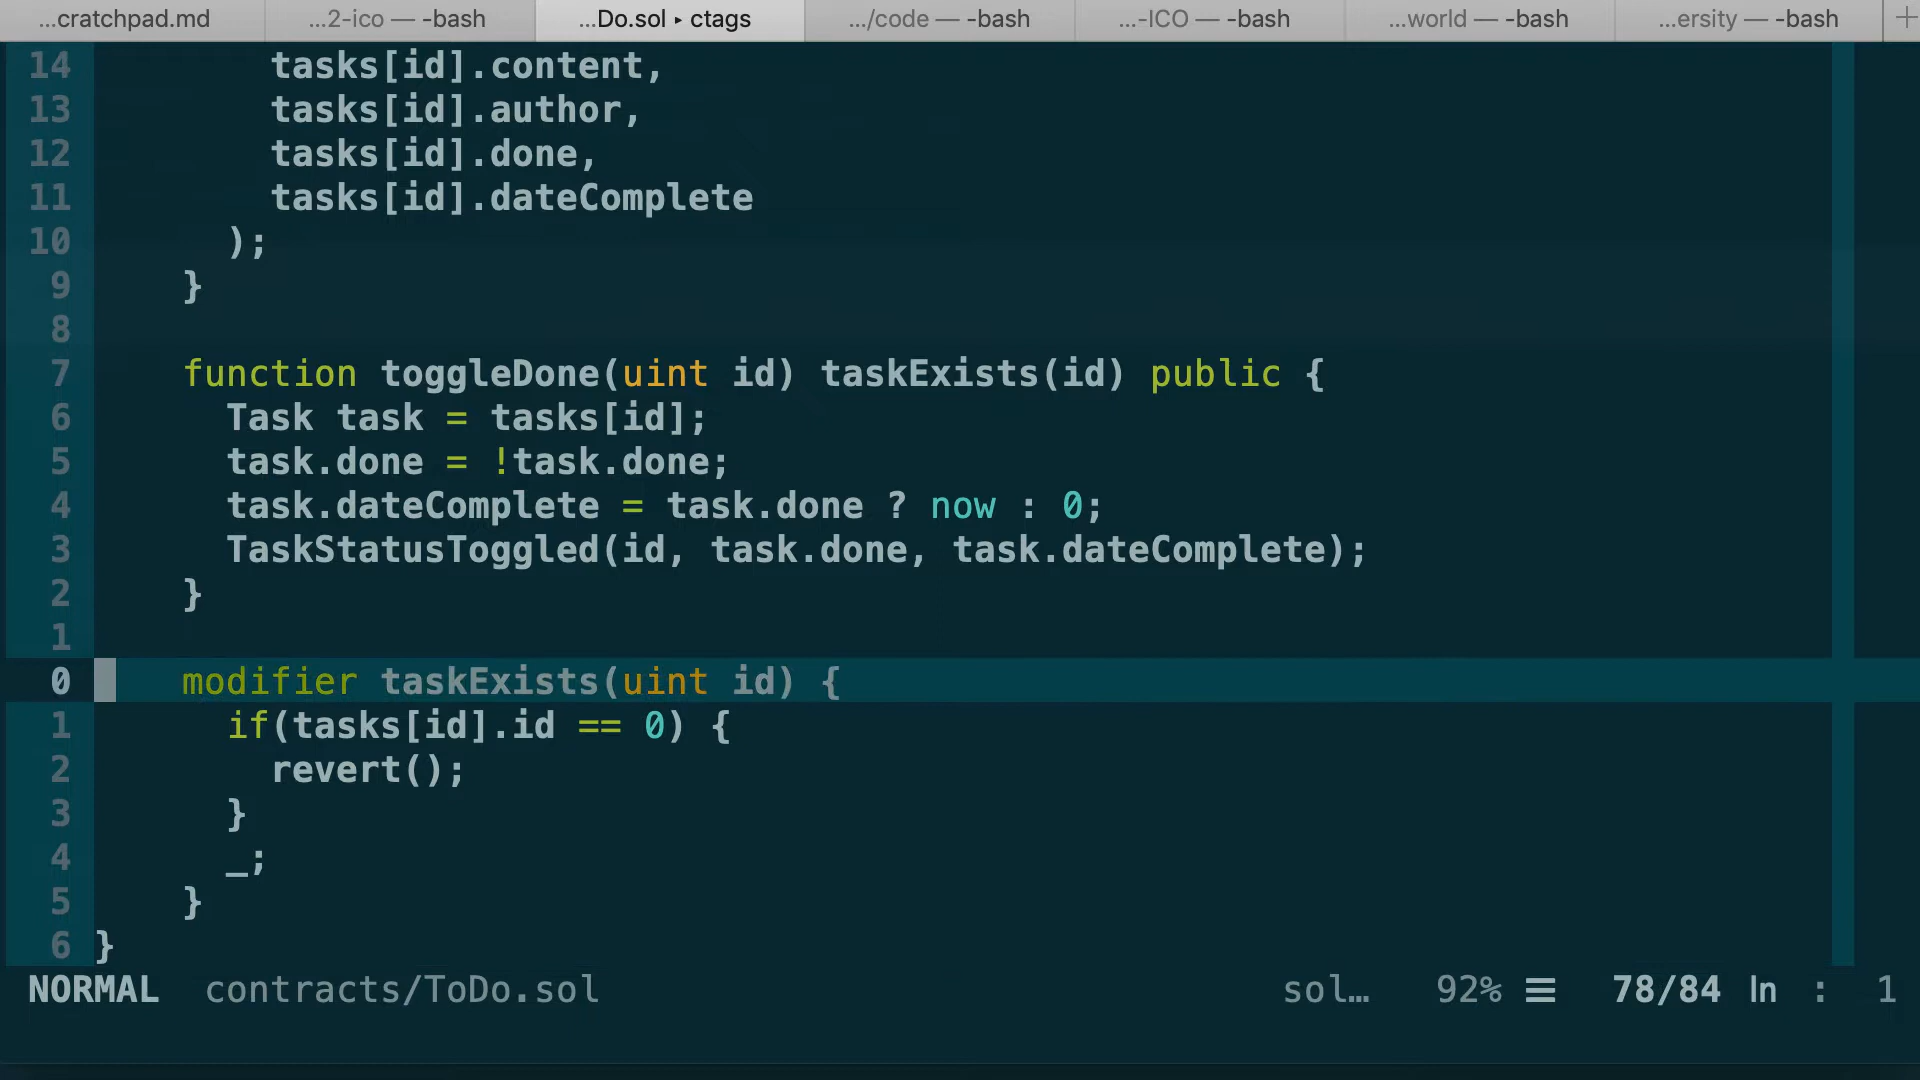 ...cratchpad.md ...2-ico — -bash ...Do.sol ▸ ctags .../code — -bash ...-ICO — -bash ...world — -bash ...ersity — -bash +
14 tasks[id].content,
13 tasks[id].author,
12 tasks[id].done,
11 tasks[id].dateComplete
10 );
9 }
8
7 function toggleDone(uint id) taskExists(id) public {
6 Task task = tasks[id];
5 task.done = !task.done;
4 task.dateComplete = task.done ? now : 0;
3 TaskStatusToggled(id, task.done, task.dateComplete);
2 }
1
0 modifier taskExists(uint id) {
1 if(tasks[id].id == 0) {
2 revert();
3 }
4 _;
5 }
6 }
NORMAL contracts/ToDo.sol sol… 92% ☰ 78/84 ln : 1